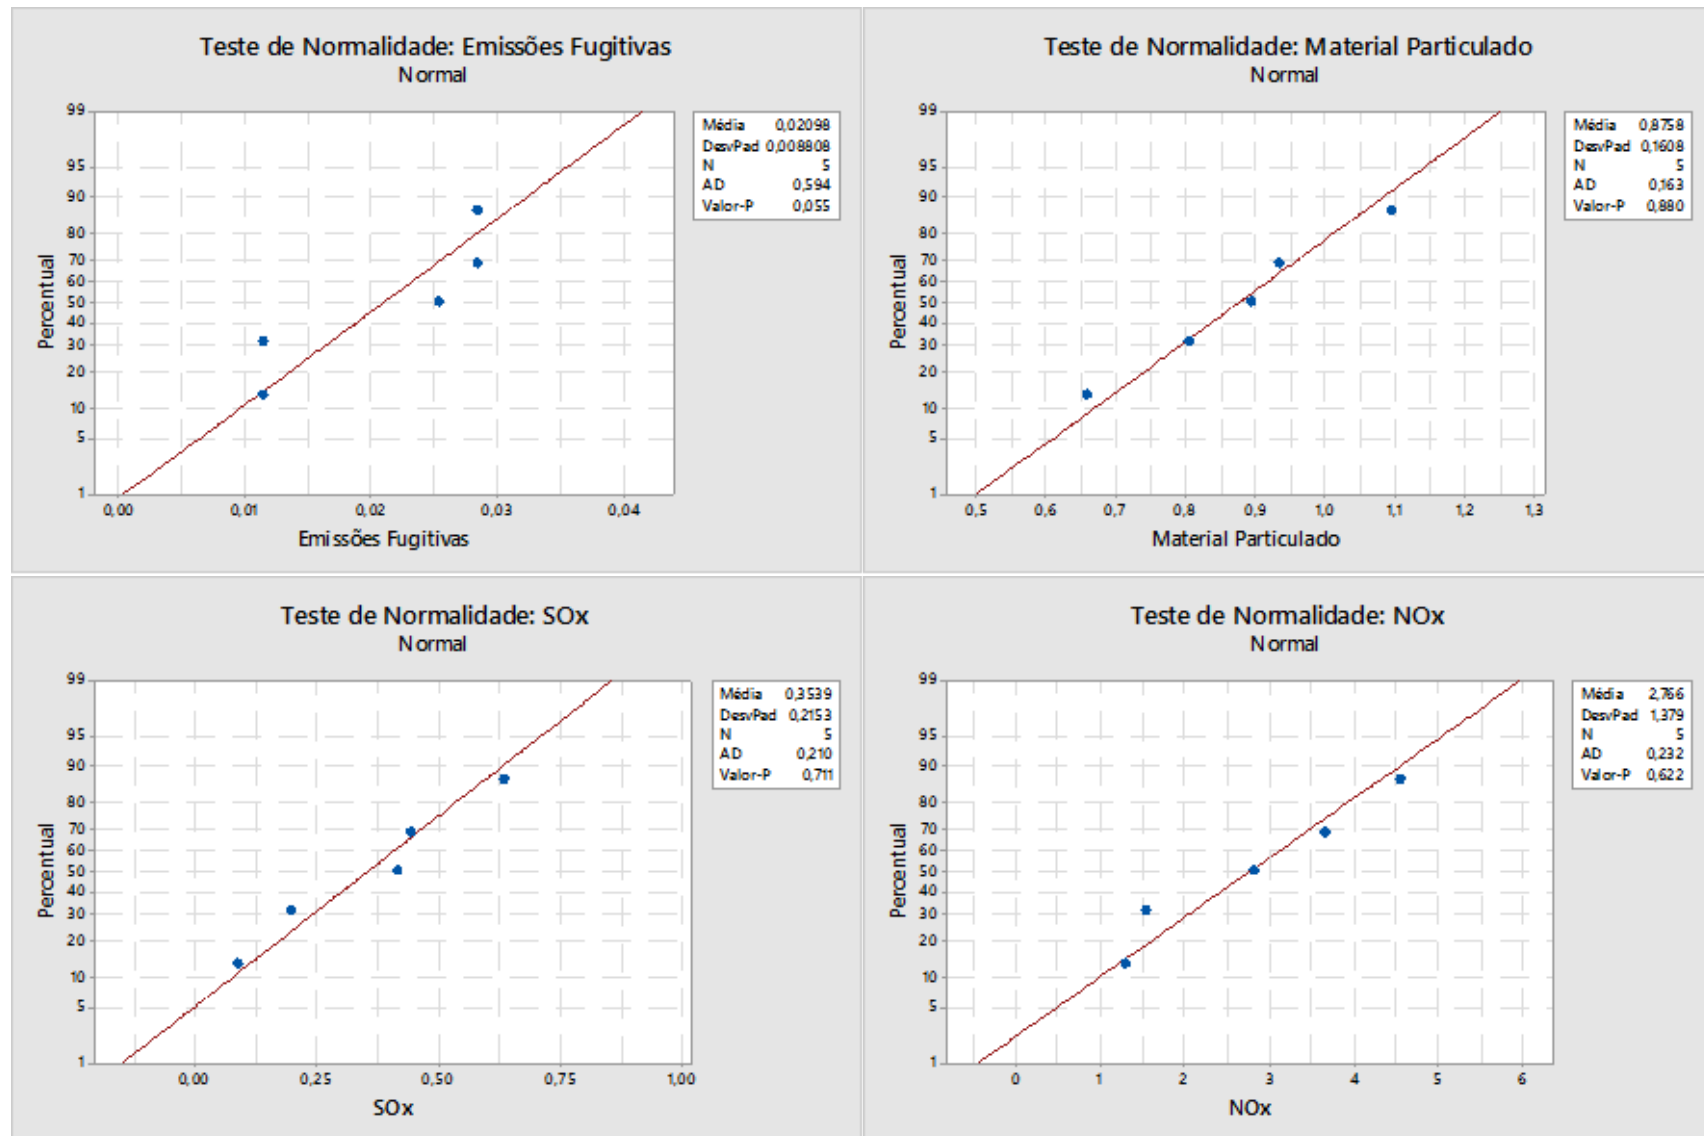 Teste de Normalidade: Emissões Fugitivas
Normal
99
95
90
80
70
60
50
40
30
20
10
5
1
Percentual
0,00 0,01 0,02 0,03 0,04
Emissões Fugitivas
Média 0,02098
DesvPad 0,008808
N 5
AD 0,594
Valor-P 0,055
Teste de Normalidade: Material Particulado
Normal
99
95
90
80
70
60
50
40
30
20
10
5
1
Percentual
0,5 0,6 0,7 0,8 0,9 1,0 1,1 1,2 1,3
Material Particulado
Média 0,8758
DesvPad 0,1608
N 5
AD 0,163
Valor-P 0,880
Teste de Normalidade: SOx
Normal
99
95
90
80
70
60
50
40
30
20
10
5
1
Percentual
0,00 0,25 0,50 0,75 1,00
SOx
Média 0,3539
DesvPad 0,2153
N 5
AD 0,210
Valor-P 0,711
Teste de Normalidade: NOx
Normal
99
95
90
80
70
60
50
40
30
20
10
5
1
Percentual
0 1 2 3 4 5 6
NOx
Média 2,766
DesvPad 1,379
N 5
AD 0,232
Valor-P 0,622